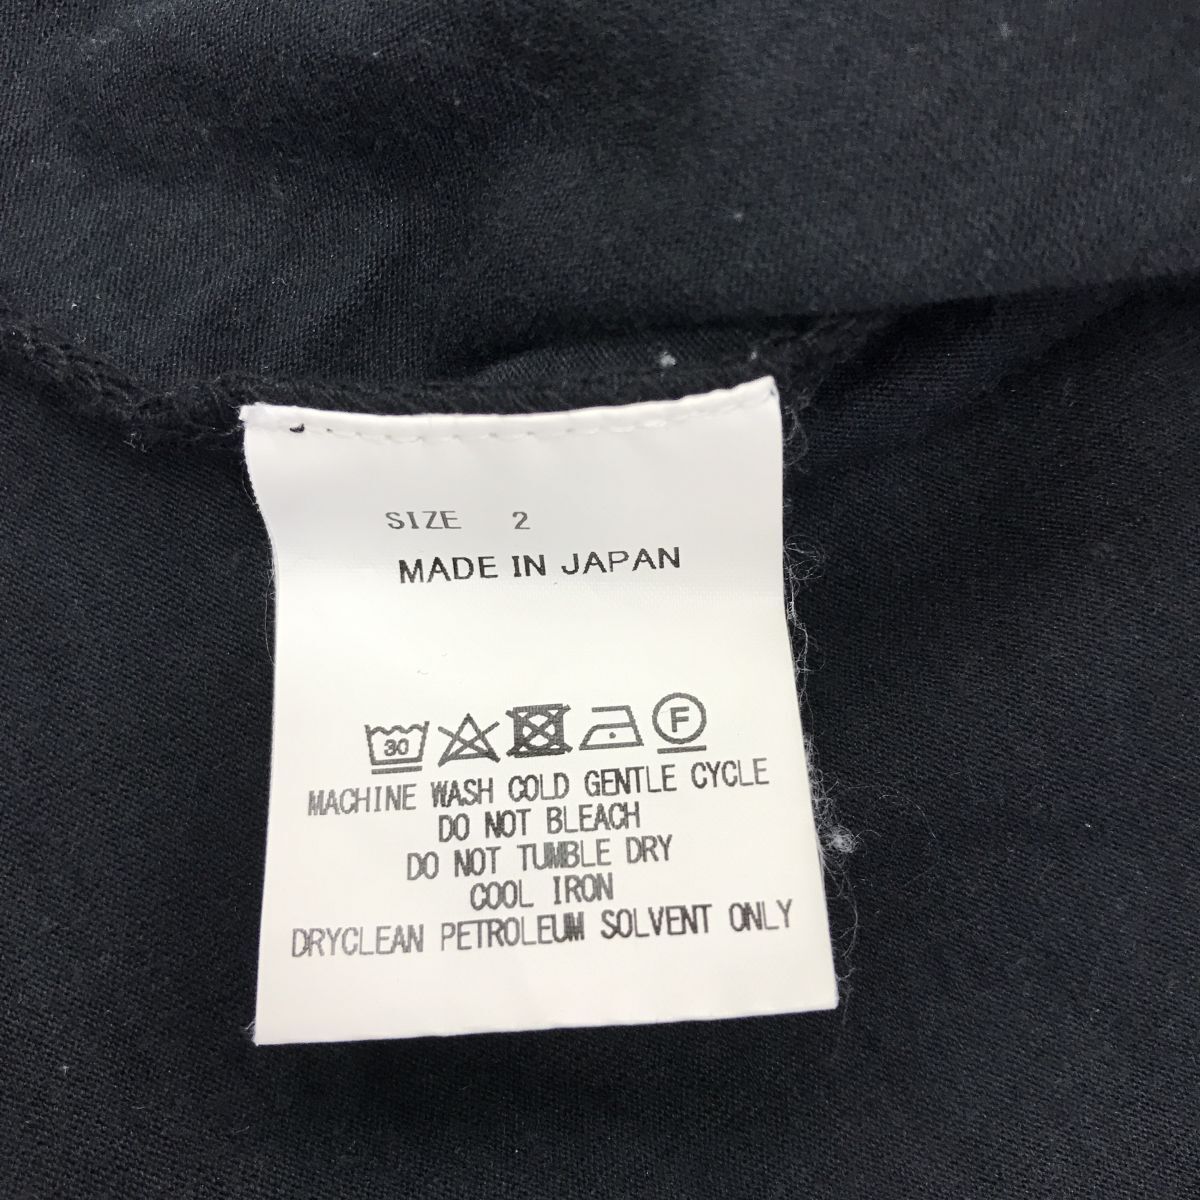 SIZE 2
MADE IN JAPAN
30 F
MACHINE WASH COLD GENTLE CYCLE
DO NOT BLEACH
DO NOT TUMBLE DRY
COOL IRON
DRYCLEAN PETROLEUM SOLVENT ONLY